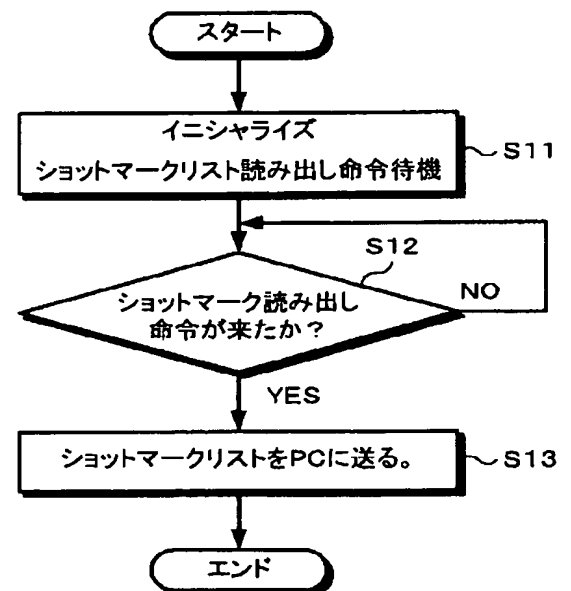 スタート
イニシャライズ
ショットマークリスト読み出し命令待機
S11
S12
ショットマーク読み出し
命令が来たか？
NO
YES
ショットマークリストをPCに送る。
S13
エンド